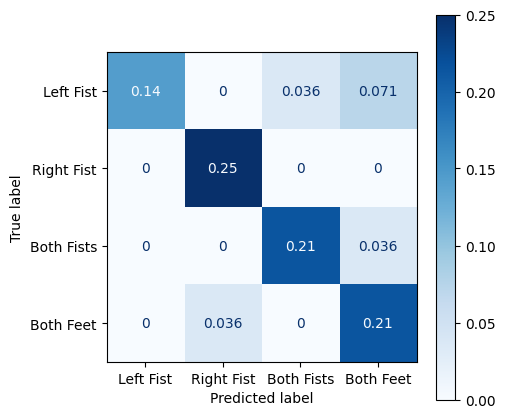 Left Fist 0.14 0 0.036 0.071
Right Fist 0 0.25 0 0
Both Fists 0 0 0.21 0.036
Both Feet 0 0.036 0 0.21
Left Fist Right Fist Both Fists Both Feet
Predicted label
True label
0.25
0.20
0.15
0.10
0.05
0.00